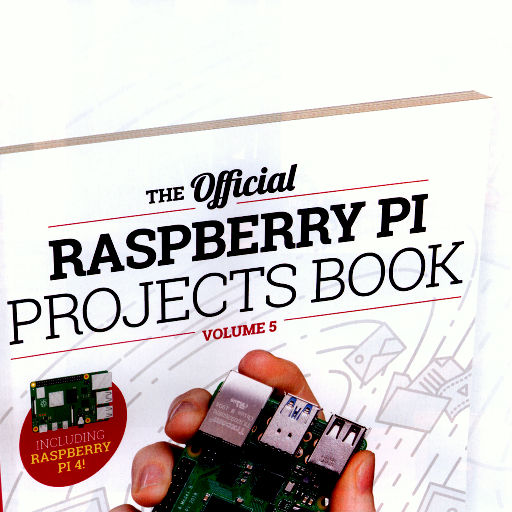 THE Official
RASPBERRY PI
PROJECTS BOOK
VOLUME 5
INCLUDING
RASPBERRY
PI 4!